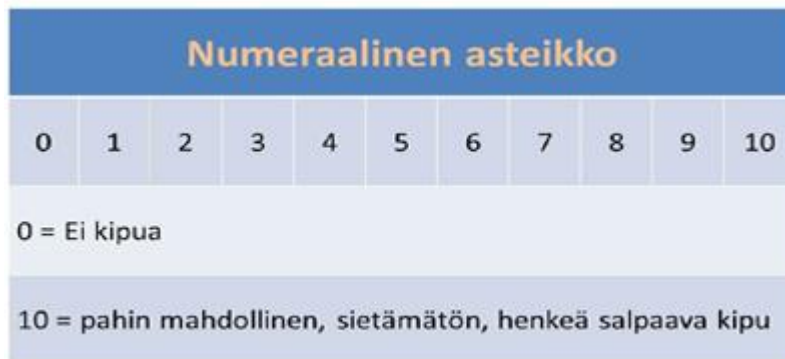 Numeraalinen asteikko
0 1 2 3 4 5 6 7 8 9 10
0 = Ei kipua
10 = pahin mahdollinen, sietämätön, henkeä salpaava kipu